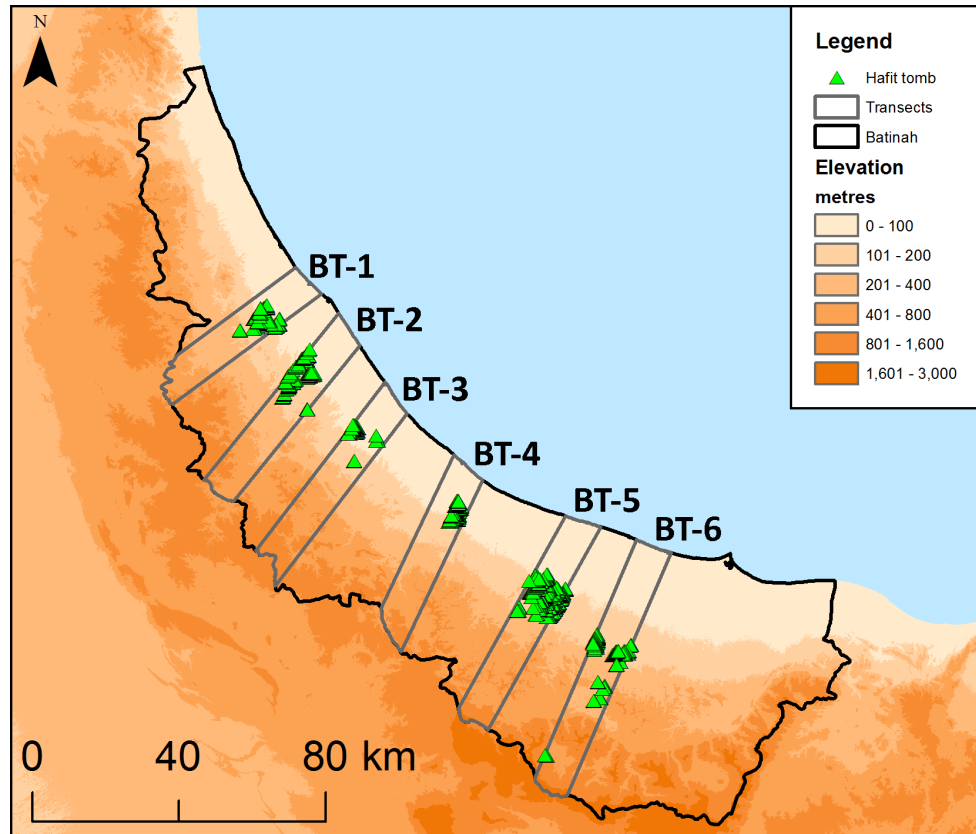 N
BT-1
BT-2
BT-3
BT-4
BT-5
BT-6
0 40 80 km
Legend
Hafit tomb
Transects
Batinah
Elevation
metres
0 - 100
101 - 200
201 - 400
401 - 800
801 - 1,600
1,601 - 3,000